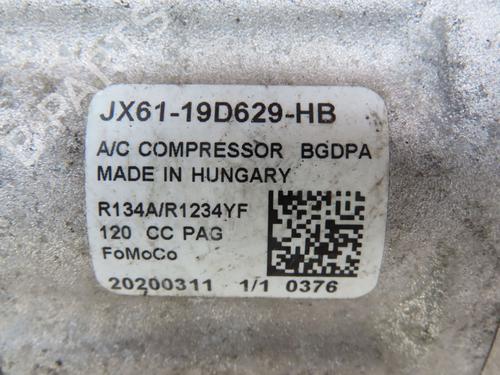 JX61-19D629-HB
A/C COMPRESSOR BGDPA
MADE IN HUNGARY
R134A/R1234YF
120 CC PAG
FoMoCo
20200311 1/1 0376